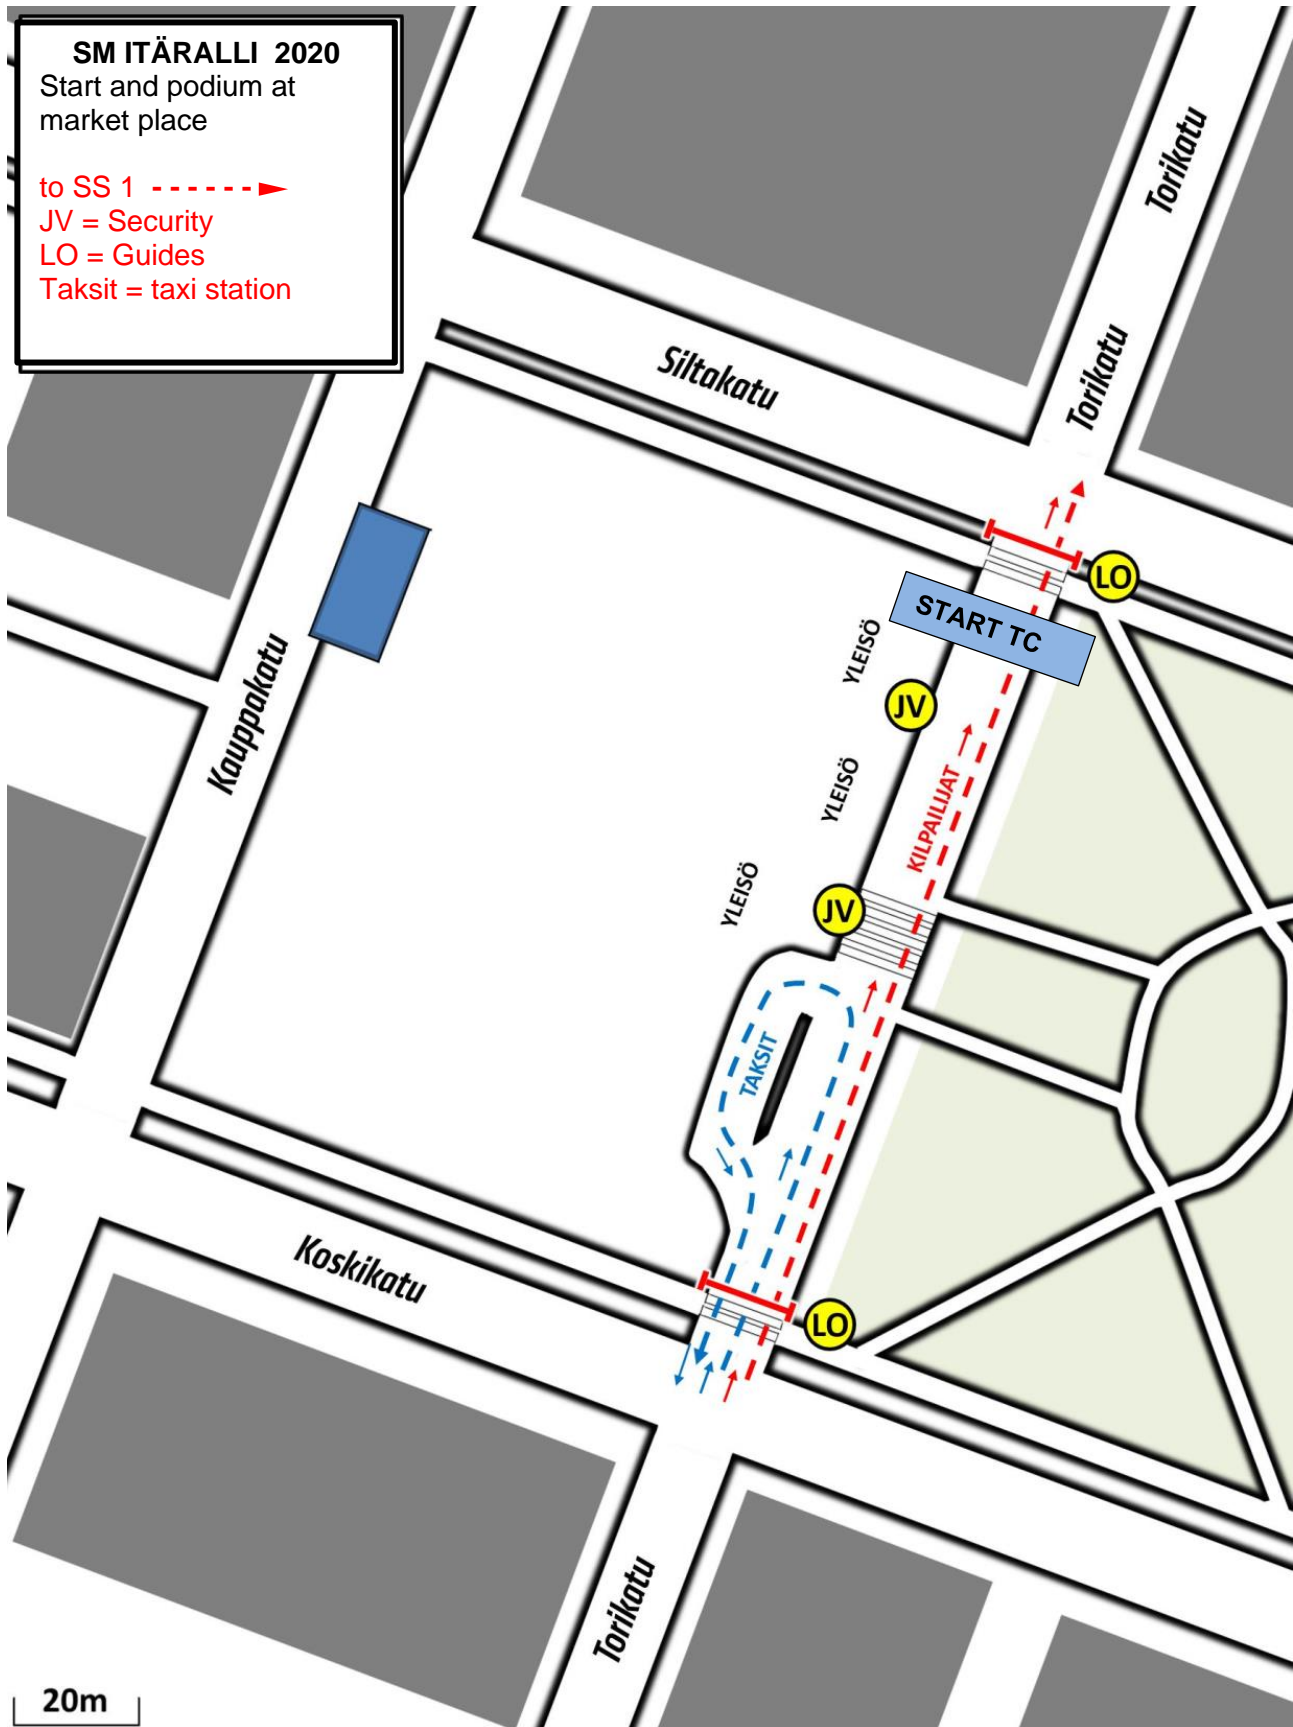 SM ITÄRALLI 2020
Start and podium at
market place
to SS 1
JV = Security
LO = Guides
Taksit = taxi station
Torikatu
Torikatu
Siltakatu
LO
START TC
YLEISÖ
JV
Kauppakatu
YLEISÖ
KILPAILIJAT
YLEISÖ
JV
TAKSIT
Koskikatu
LO
Torikatu
20m